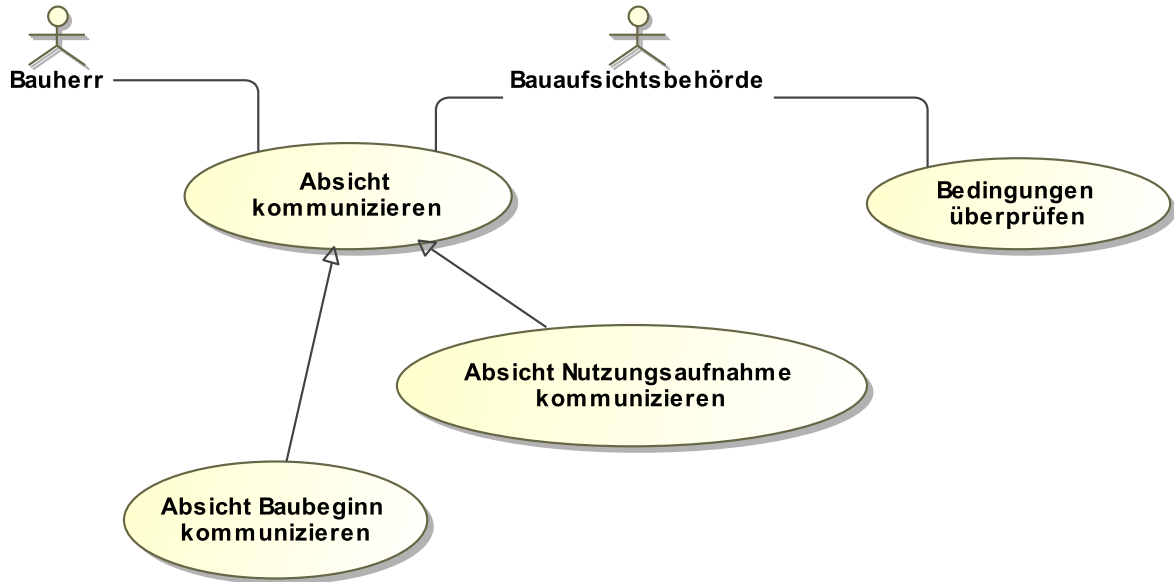 Bauherr
Bauaufsichtsbehörde
Absicht
kommunizieren
Bedingungen
überprüfen
Absicht Nutzungsaufnahme
kommunizieren
Absicht Baubeginn
kommunizieren